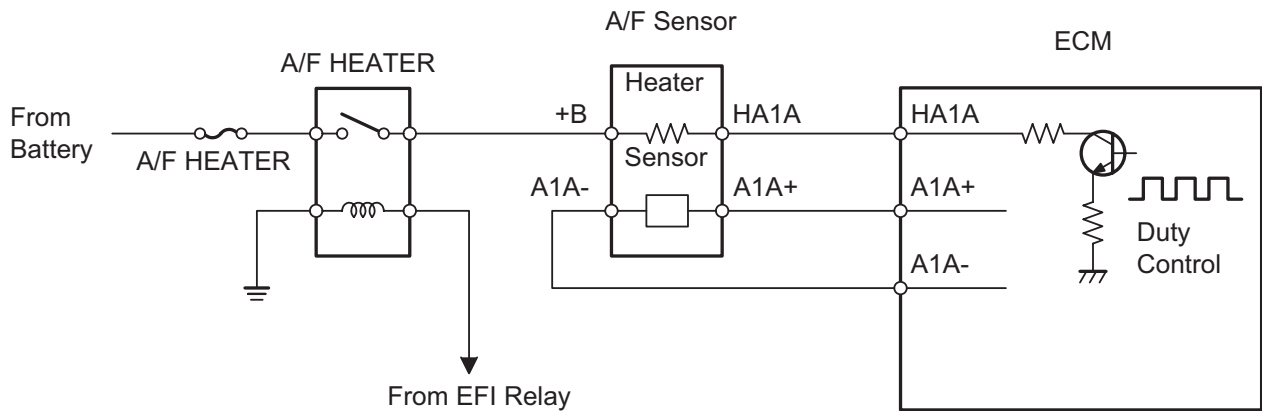 A/F Sensor
ECM
A/F HEATER
Heater
From
Battery
+B
HA1A
HA1A
A/F HEATER
Sensor
A1A-
A1A+
A1A+
Duty
Control
A1A-
From EFI Relay